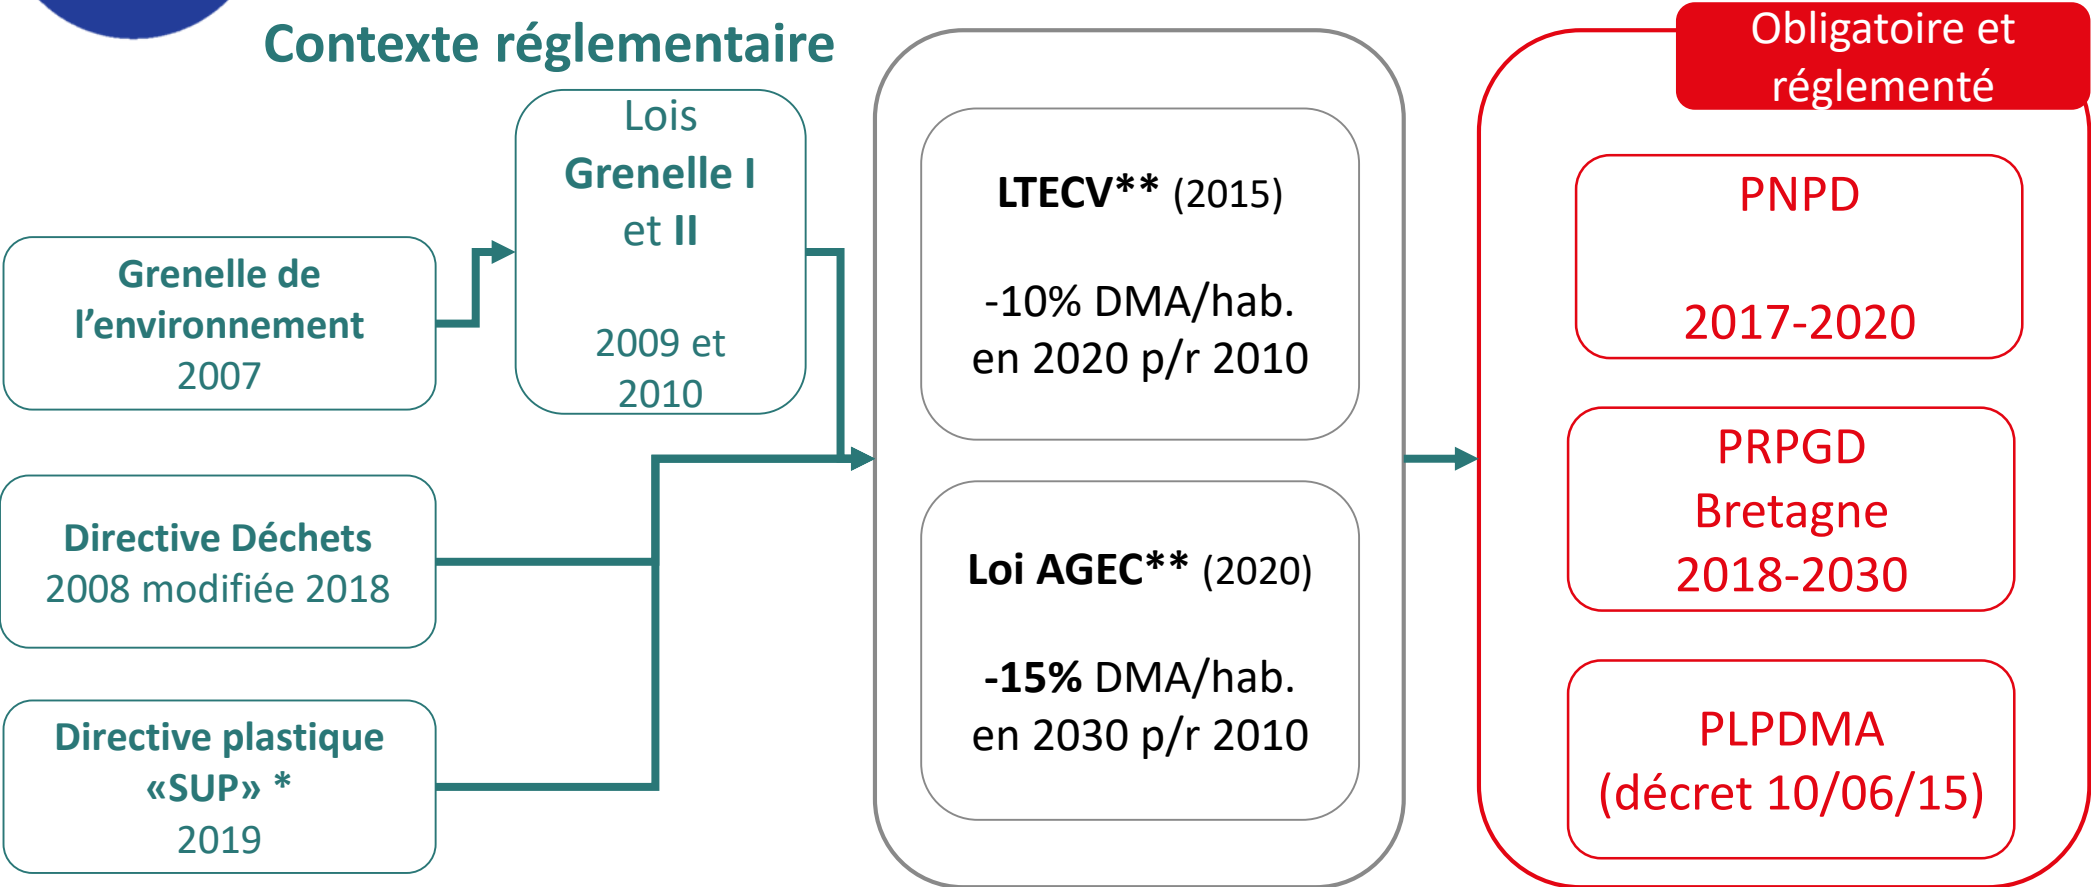 Contexte réglementaire
Grenelle de
l’environnement
2007
Directive Déchets
2008 modifiée 2018
Directive plastique
«SUP» *
2019
Lois
Grenelle I
et II
2009 et
2010
LTECV** (2015)
-10% DMA/hab.
en 2020 p/r 2010
Loi AGEC** (2020)
-15% DMA/hab.
en 2030 p/r 2010
Obligatoire et
réglementé
PNPD
2017-2020
PRPGD
Bretagne
2018-2030
PLPDMA
(décret 10/06/15)